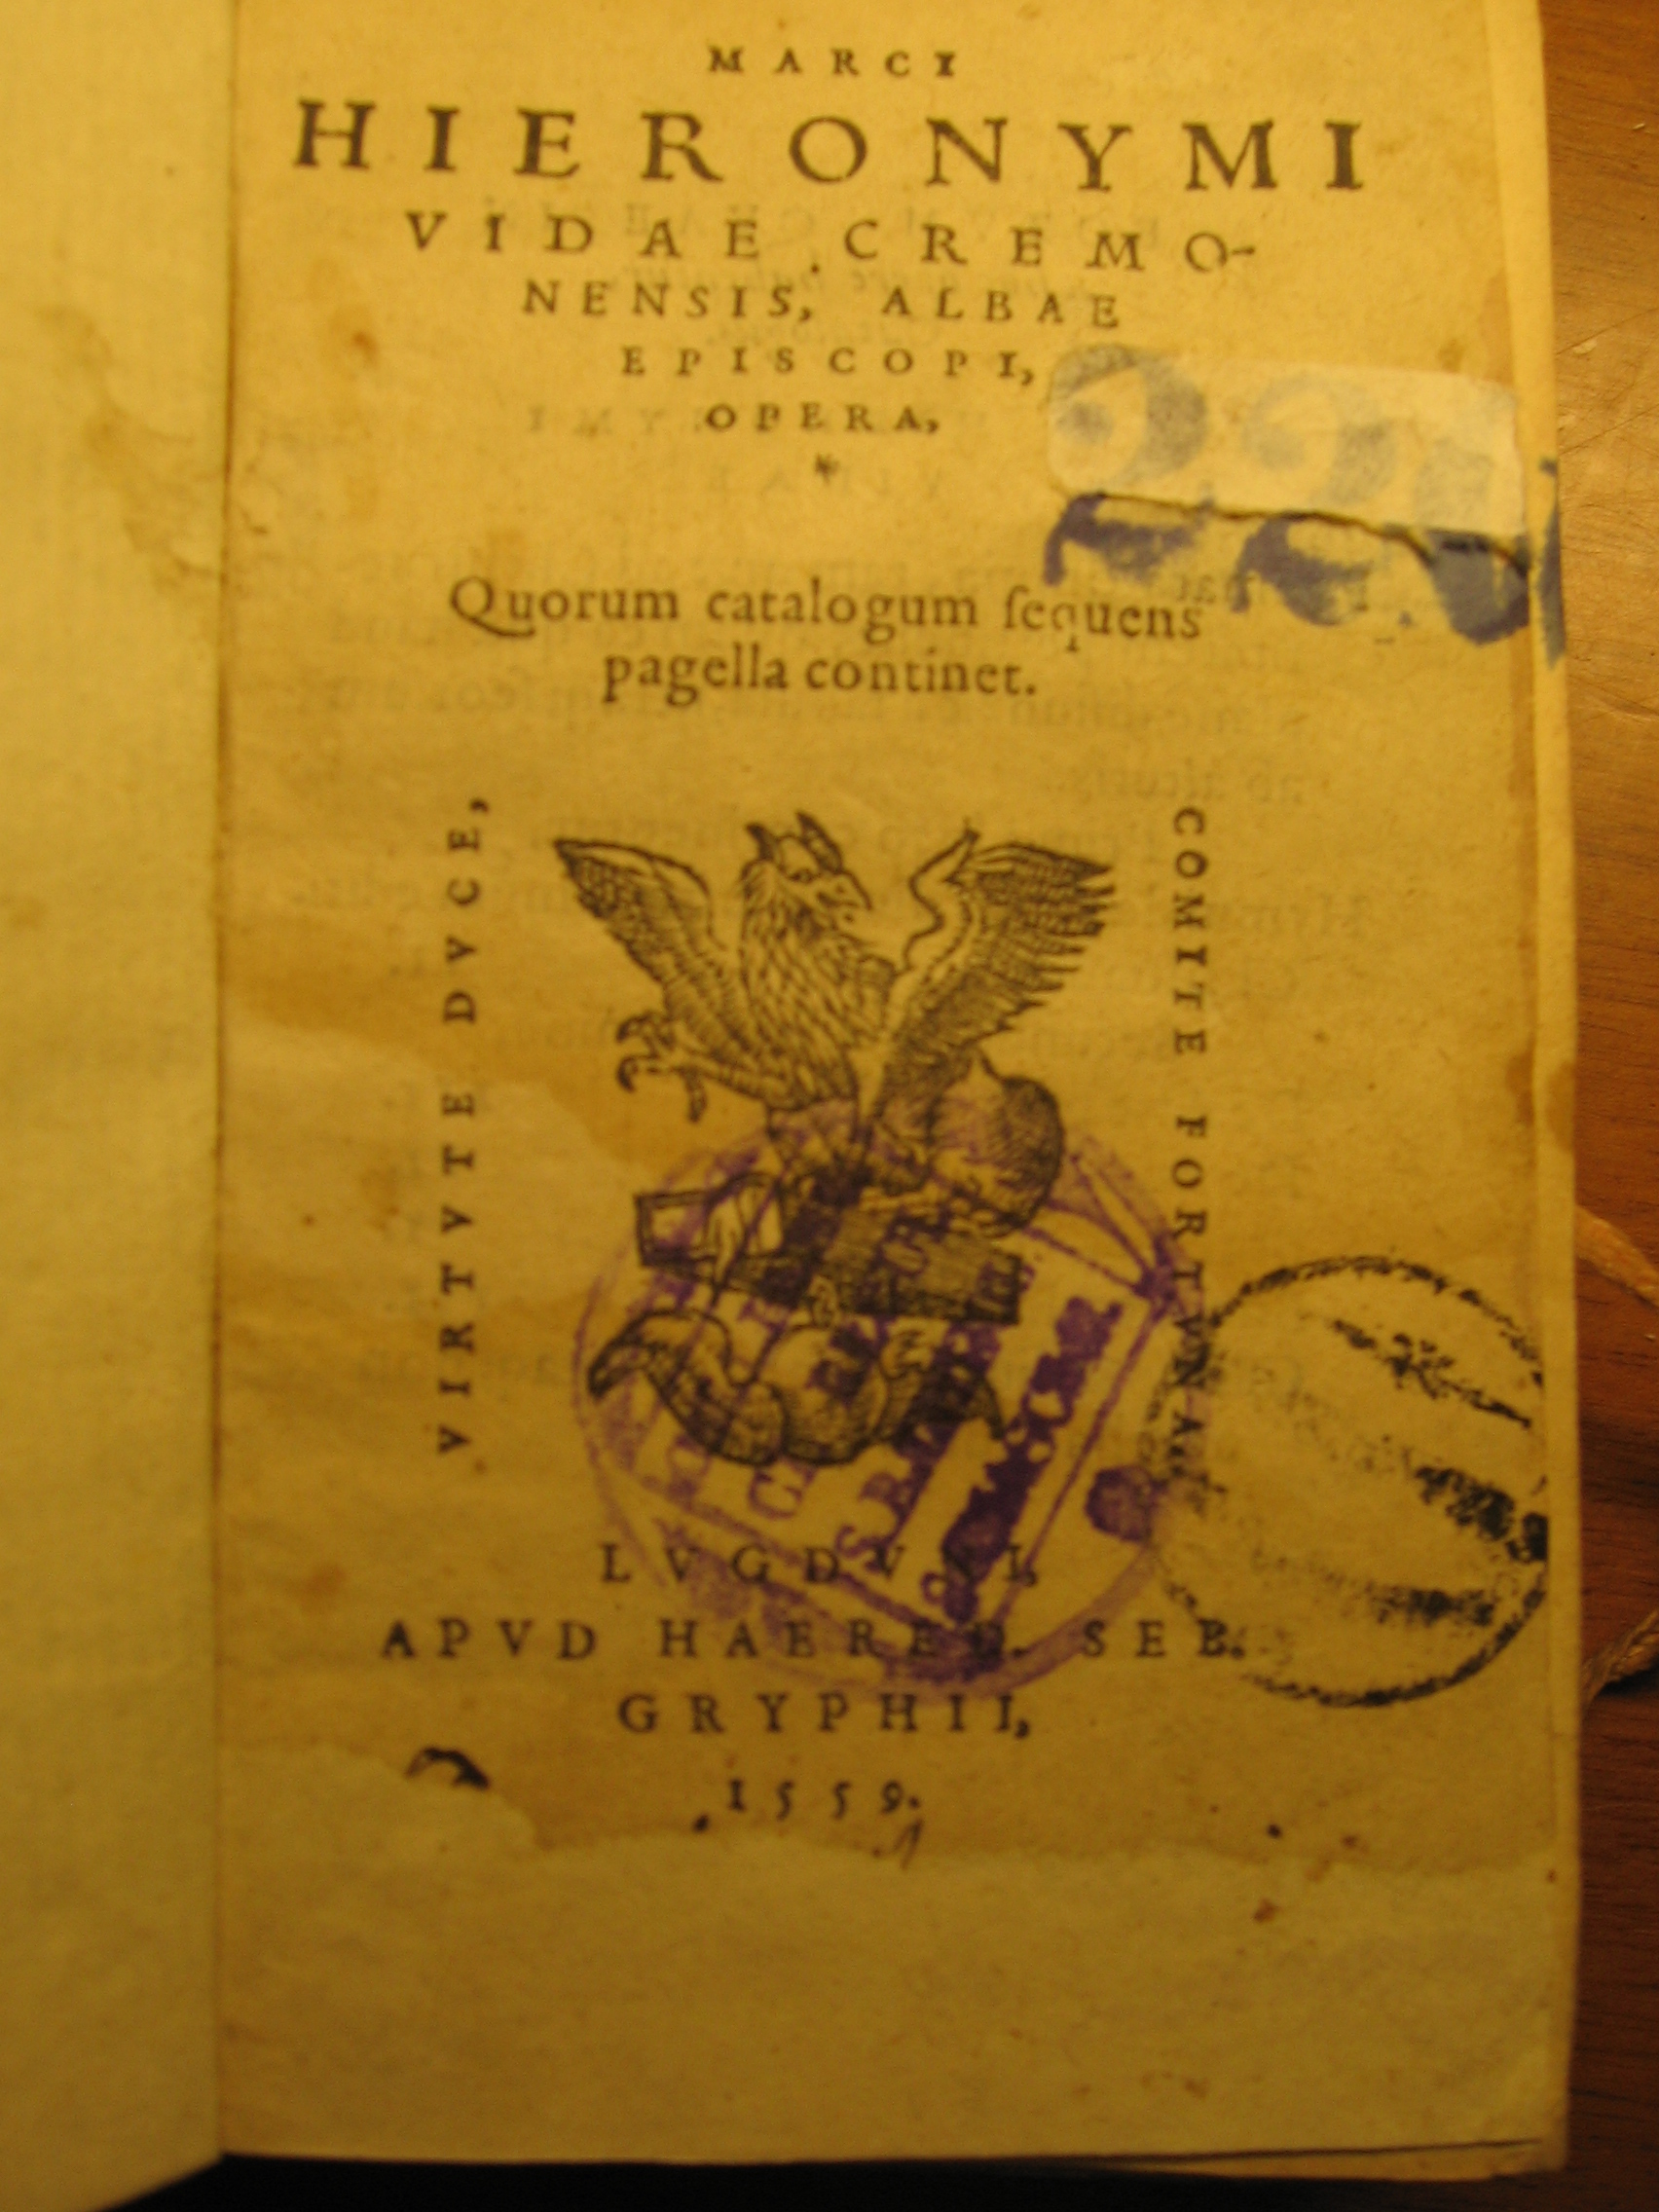 MARCI
HIERONYMI
VIDAE CREMO-
NENSIS, ALBAE
EPISCOPI,
OPERA,
*
Quorum catalogum ſequens
pagella continet.
VIRTVTE DVCE,
COMITE FORTVNA.
LVGDVNI,
APVD HAERED. SEB.
GRYPHII,
1559.